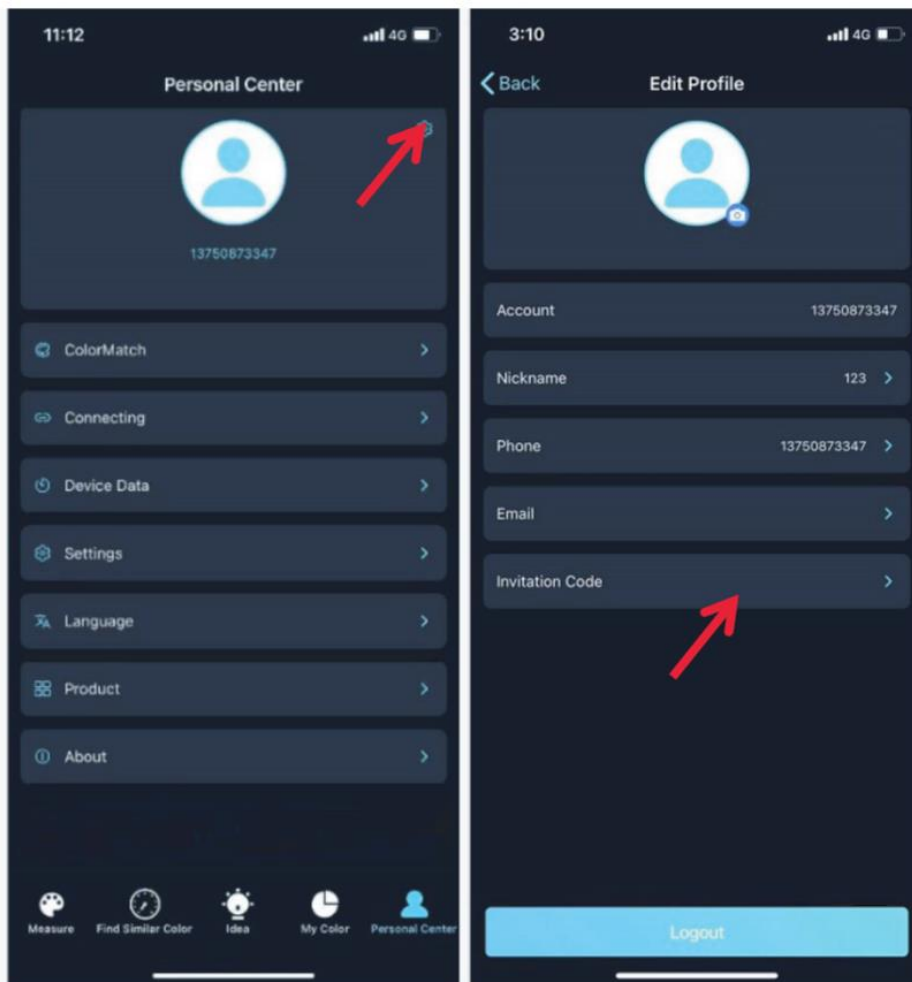 11:12
4G
Personal Center
13750873347
ColorMatch
Connecting
Device Data
Settings
Language
Product
About
Measure
Find Similar Color
Idea
My Color
Personal Center
3:10
4G
Back
Edit Profile
Account 13750873347
Nickname 123
Phone 13750873347
Email
Invitation Code
Logout